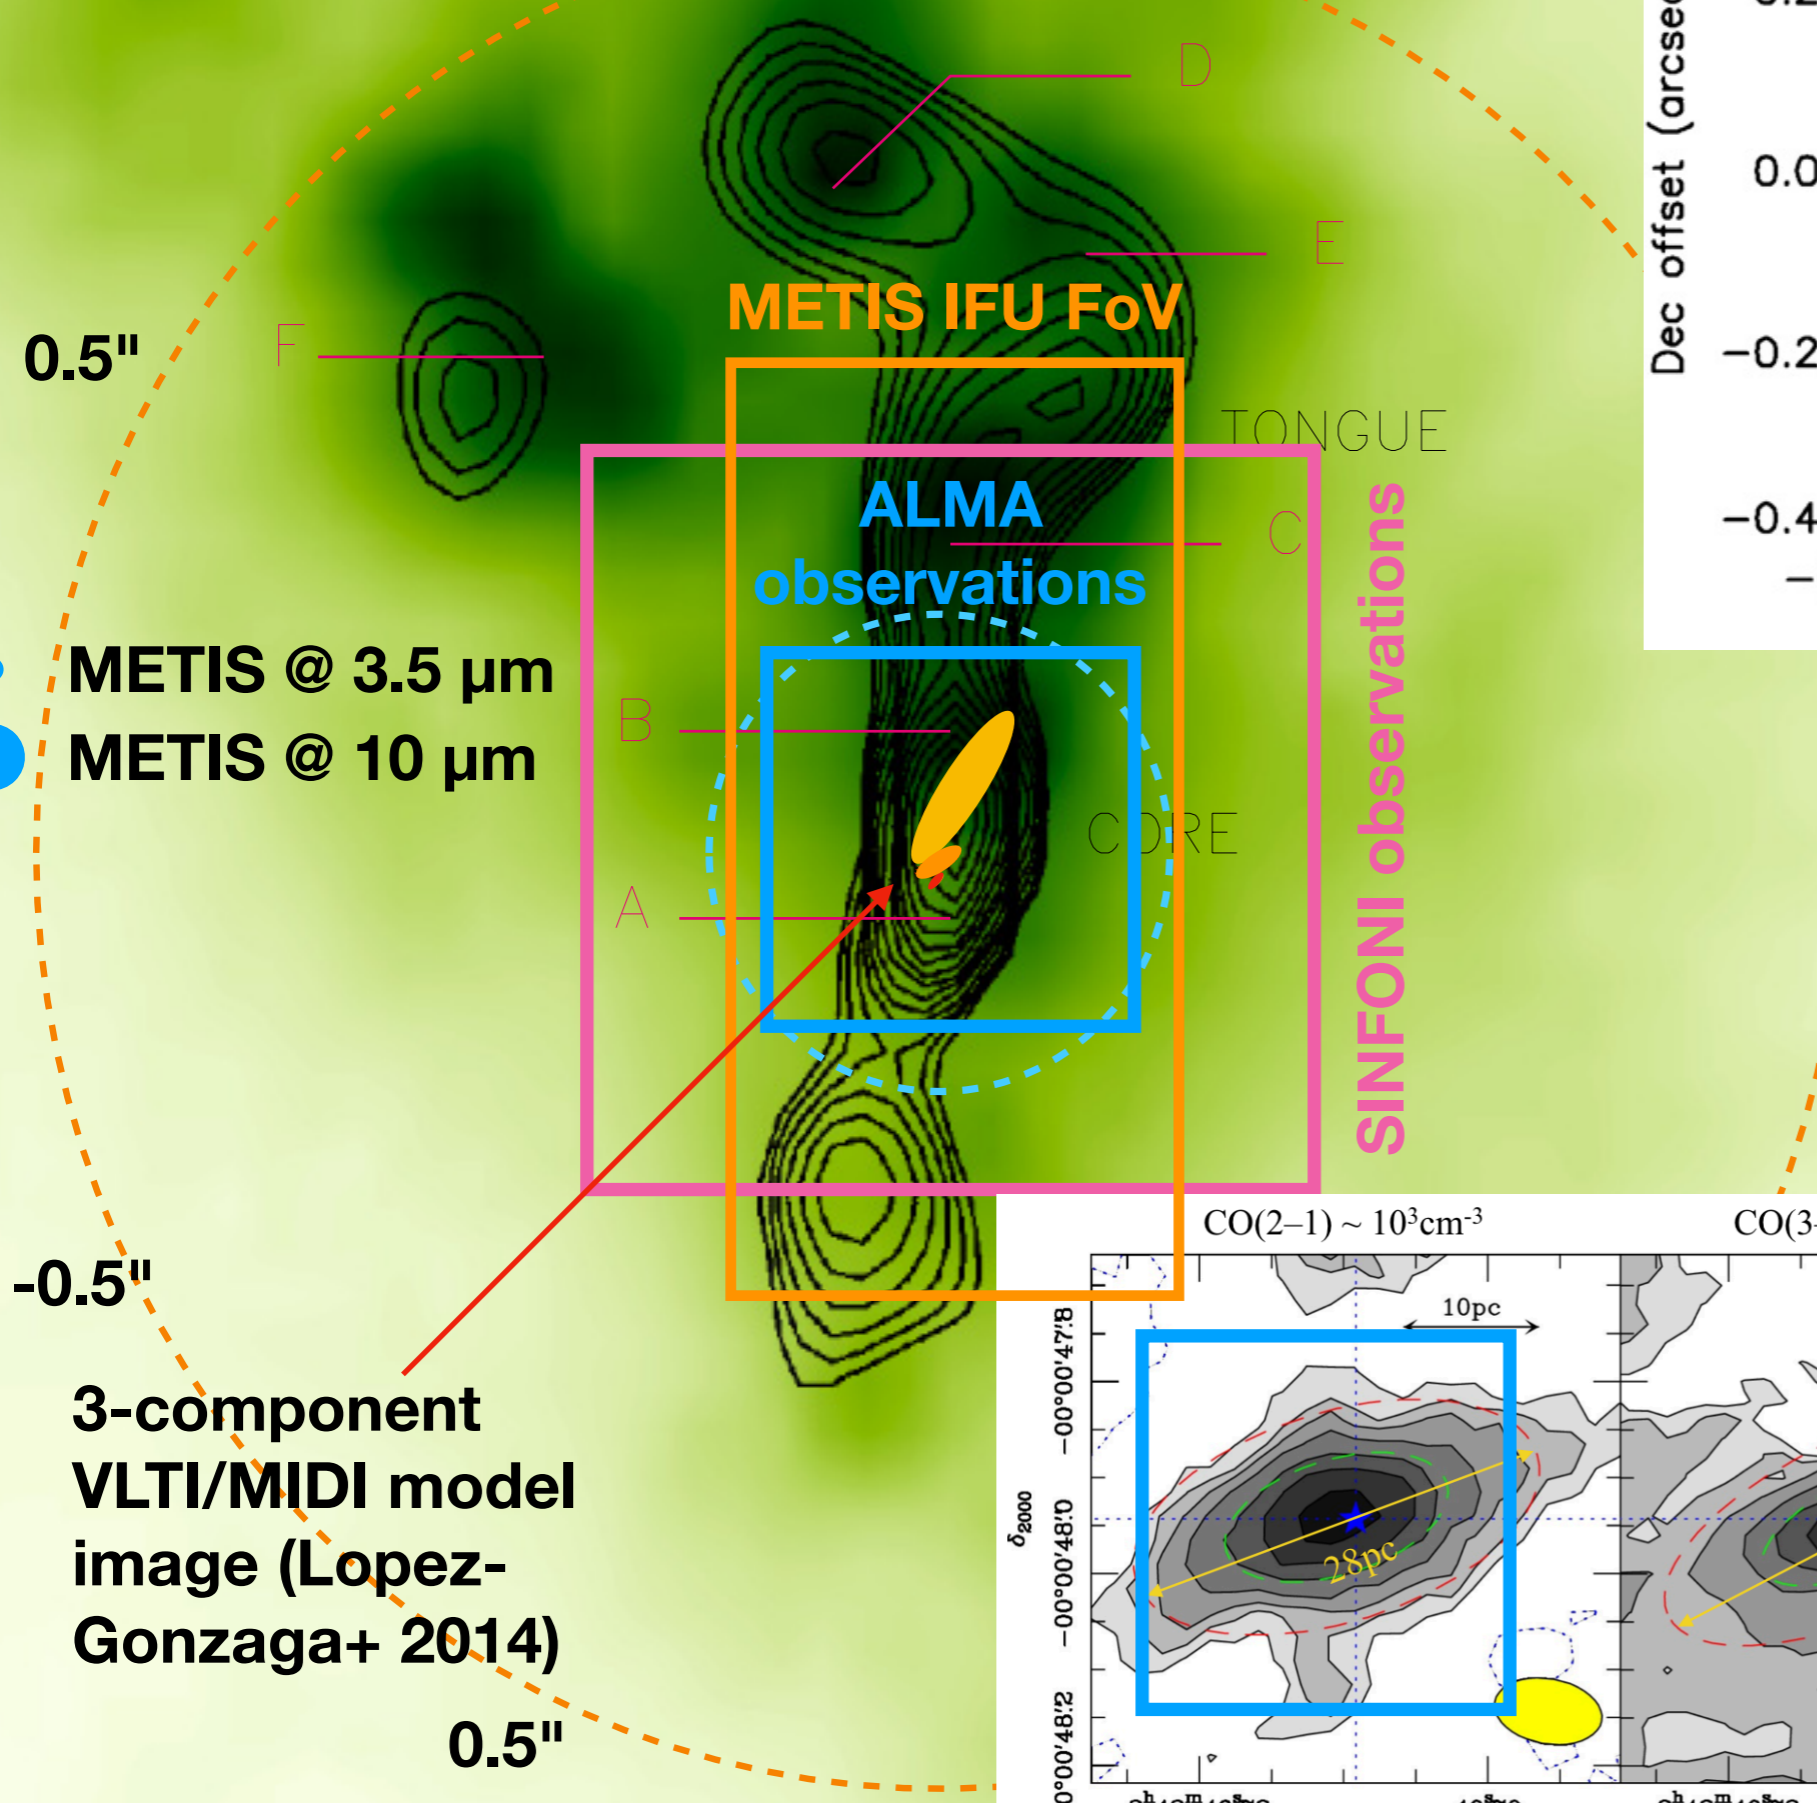 D
E
METIS IFU FoV
0.5"
F
TONGUE
ALMA
observations
C
SINFONI observations
METIS @ 3.5 μm
METIS @ 10 μm
B
CORE
A
-0.5"
3-component
VLTI/MIDI model
image (Lopez-
Gonzaga+ 2014)
0.5"
Dec offset (arcsec
0.0
−0.2
−0.4
CO(2–1) ~ 10³cm⁻³
CO(3-
10pc
28pc
δ2000
−00°00'47".8
−00°00'48".0
−00°00'48".2